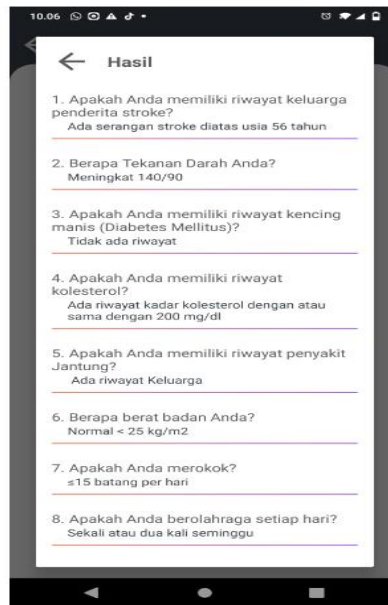 10.06
Hasil
1. Apakah Anda memiliki riwayat keluarga
penderita stroke?
Ada serangan stroke diatas usia 56 tahun
2. Berapa Tekanan Darah Anda?
Meningkat 140/90
3. Apakah Anda memiliki riwayat kencing
manis (Diabetes Mellitus)?
Tidak ada riwayat
4. Apakah Anda memiliki riwayat
kolesterol?
Ada riwayat kadar kolesterol dengan atau
sama dengan 200 mg/dl
5. Apakah Anda memiliki riwayat penyakit
Jantung?
Ada riwayat Keluarga
6. Berapa berat badan Anda?
Normal < 25 kg/m2
7. Apakah Anda merokok?
≤15 batang per hari
8. Apakah Anda berolahraga setiap hari?
Sekali atau dua kali seminggu